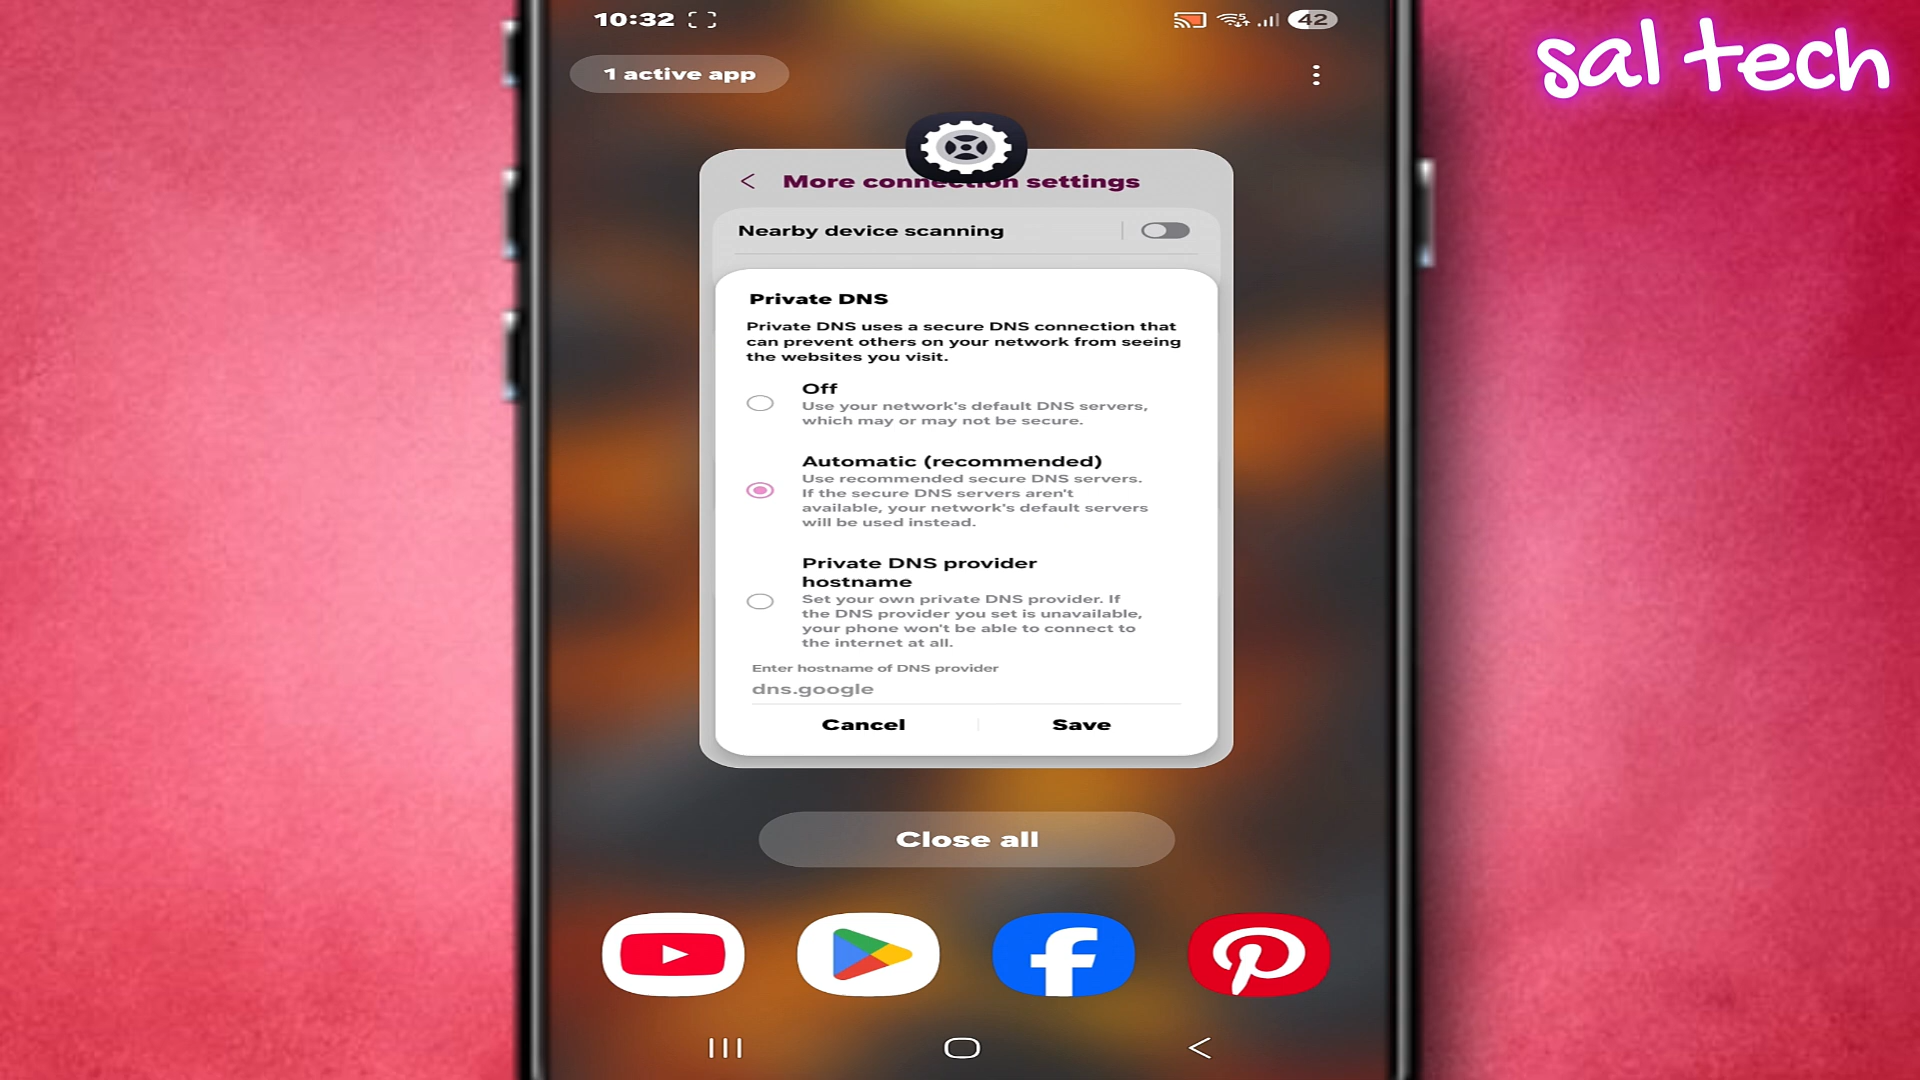 10:32
42
sal tech
1 active app
More connection settings
Nearby device scanning
Private DNS
Private DNS uses a secure DNS connection that
can prevent others on your network from seeing
the websites you visit.
Off
Use your network's default DNS servers,
which may or may not be secure.
Automatic (recommended)
Use recommended secure DNS servers.
If the secure DNS servers aren't
available, your network's default servers
will be used instead.
Private DNS provider
hostname
Set your own private DNS provider. If
the DNS provider you set is unavailable,
your phone won't be able to connect to
the internet at all.
Enter hostname of DNS provider
dns.google
Cancel
Save
Close all